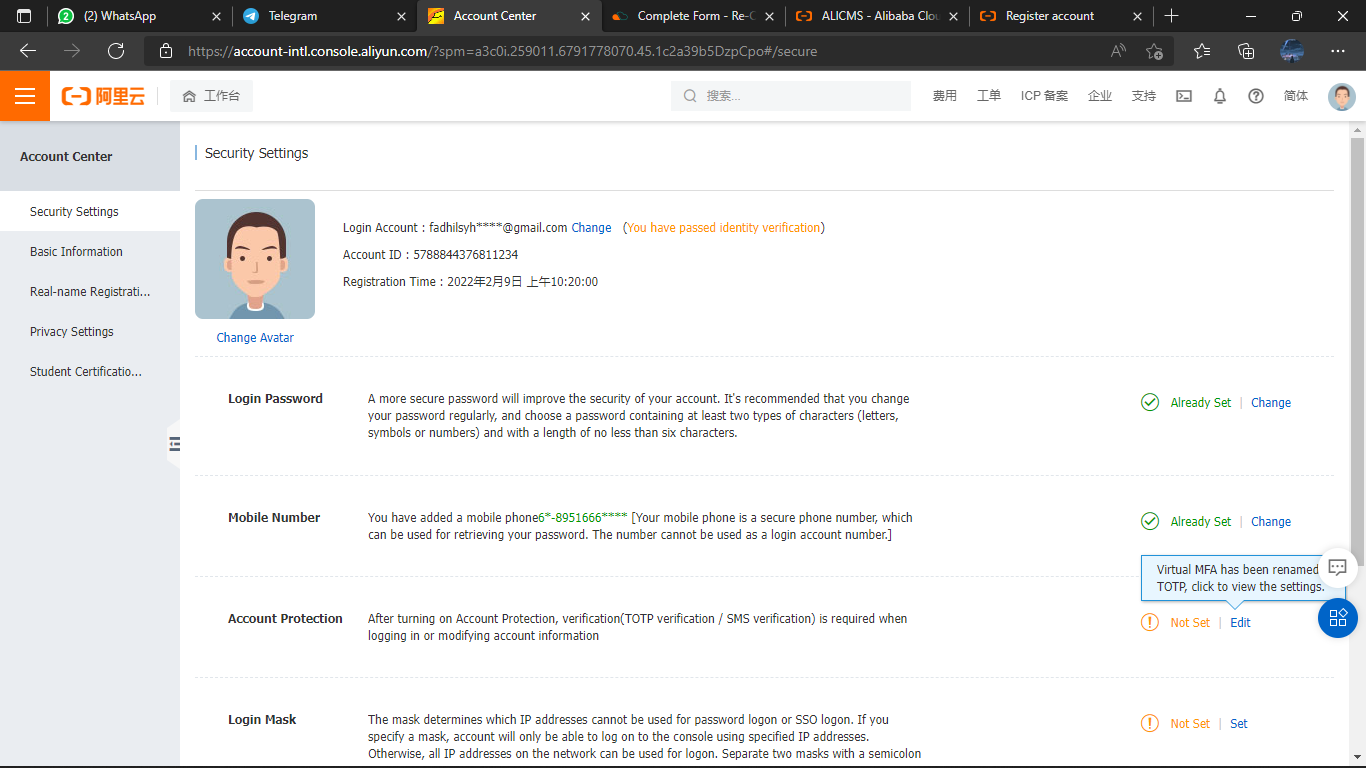 (2) WhatsApp
Telegram
Account Center
Complete Form - Re-C
ALICMS - Alibaba Clou
Register account
https://account-intl.console.aliyun.com/?spm=a3c0i.259011.6791778070.45.1c2a39b5DzpCpo#/secure
阿里云
工作台
搜索...
费用
工单
ICP 备案
企业
支持
简体
Account Center
Security Settings
Basic Information
Real-name Registrati...
Privacy Settings
Student Certificatio...
Security Settings
Login Account : fadhilsyh****@gmail.com Change (You have passed identity verification)
Account ID : 5788844376811234
Registration Time : 2022年2月9日 上午10:20:00
Change Avatar
Login Password
A more secure password will improve the security of your account. It's recommended that you change
your password regularly, and choose a password containing at least two types of characters (letters,
symbols or numbers) and with a length of no less than six characters.
Already Set | Change
Mobile Number
You have added a mobile phone6*-8951666**** [Your mobile phone is a secure phone number, which
can be used for retrieving your password. The number cannot be used as a login account number.]
Already Set | Change
Virtual MFA has been renamed
TOTP, click to view the settings.
Account Protection
After turning on Account Protection, verification(TOTP verification / SMS verification) is required when
logging in or modifying account information
Not Set | Edit
Login Mask
The mask determines which IP addresses cannot be used for password logon or SSO logon. If you
specify a mask, account will only be able to log on to the console using specified IP addresses.
Otherwise, all IP addresses on the network can be used for logon. Separate two masks with a semicolon
Not Set | Set